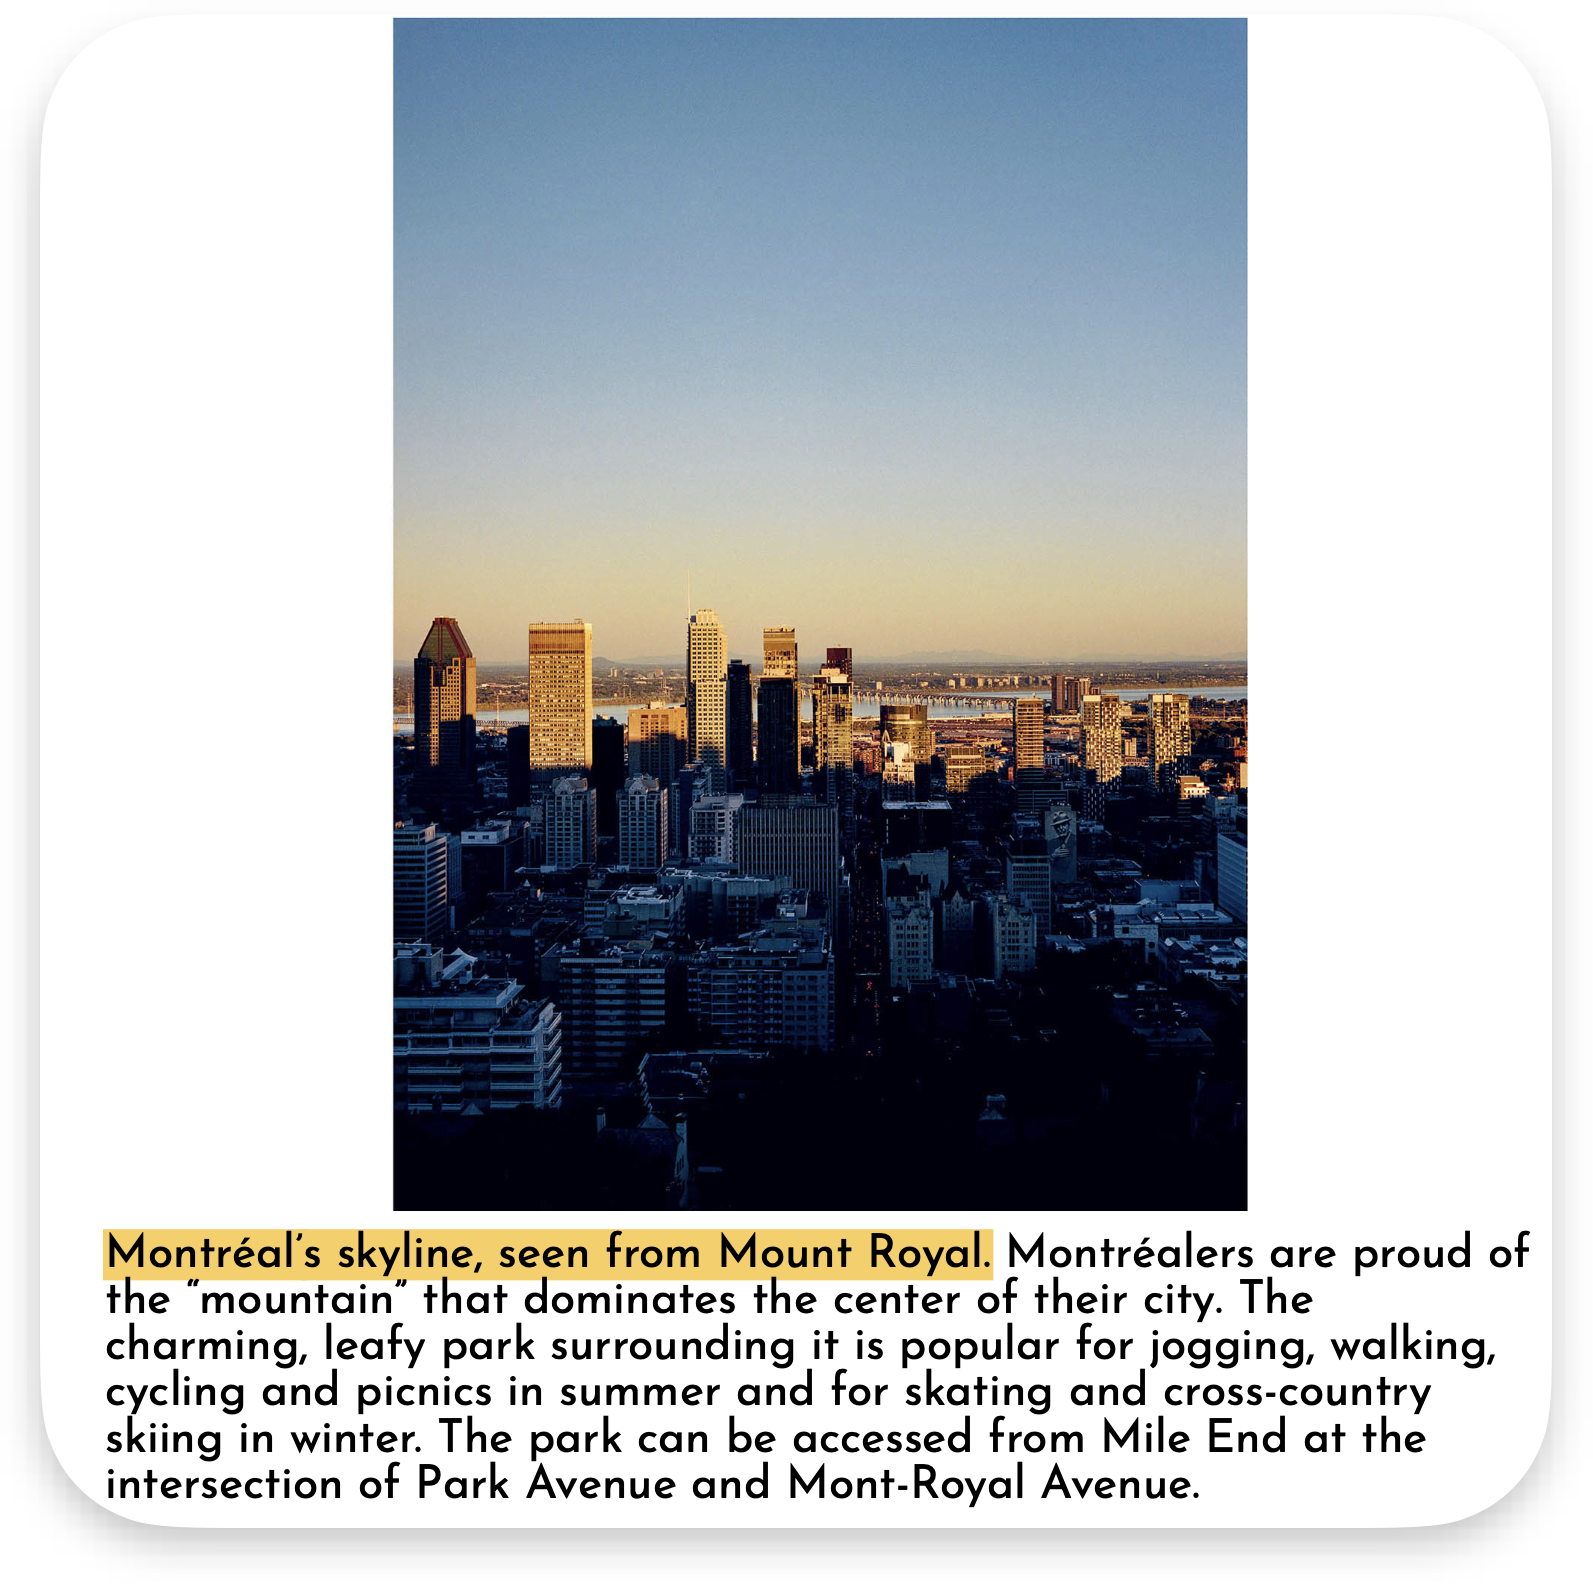 Montréal’s skyline, seen from Mount Royal. Montréalers are proud of
the “mountain” that dominates the center of their city. The
charming, leafy park surrounding it is popular for jogging, walking,
cycling and picnics in summer and for skating and cross-country
skiing in winter. The park can be accessed from Mile End at the
intersection of Park Avenue and Mont-Royal Avenue.